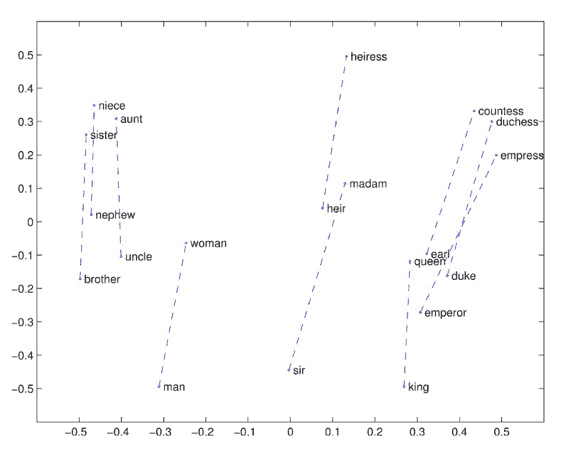 0.5
0.4
0.3
0.2
0.1
0
−0.1
−0.2
−0.3
−0.4
−0.5
heiress
niece
aunt
countess
duchess
sister
empress
madam
nephew
heir
woman
earl
uncle
queen
brother
duke
emperor
sir
man
king
−0.5 −0.4 −0.3 −0.2 −0.1 0 0.1 0.2 0.3 0.4 0.5